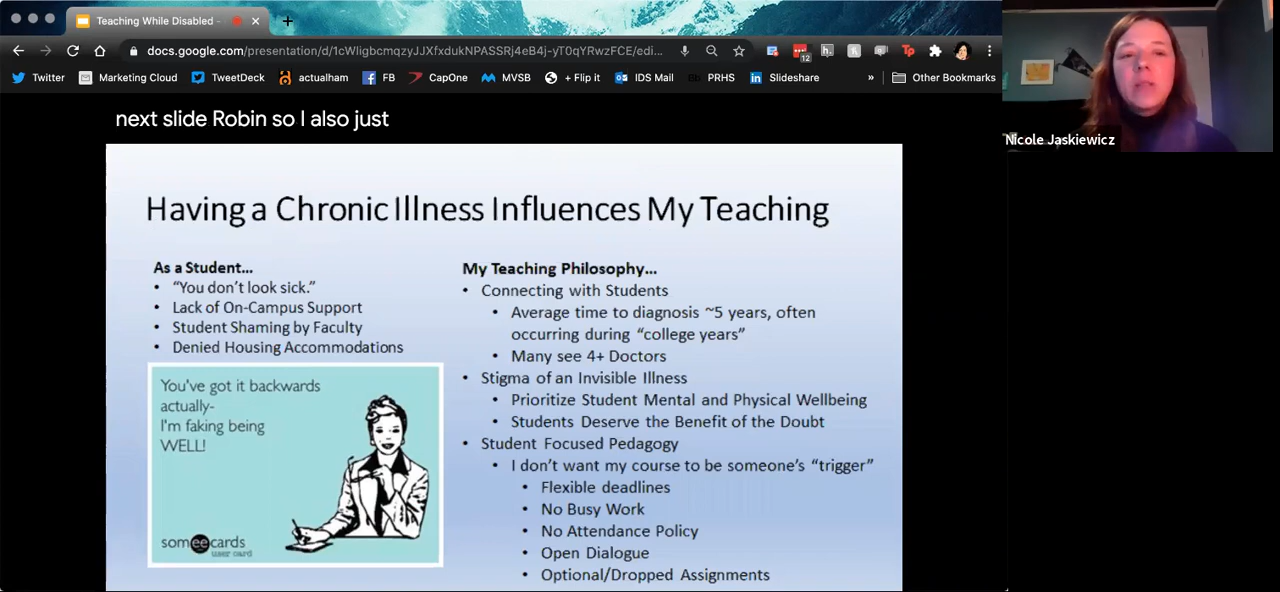 Teaching While Disabled -
docs.google.com/presentation/d/1cWligbcmqzyJJXfxdukNPASSRj4eB4j-yT0qYRwzFCE/edi...
12
h.
Tp
Twitter
Marketing Cloud
TweetDeck
actualham
FB
CapOne
MVSB
+ Flip it
IDS Mail
Bb
PRHS
in
Slideshare
»
Other Bookmarks
next slide Robin so I also just
Nicole Jaskiewicz
Having a Chronic Illness Influences My Teaching
As a Student...
• "You don't look sick."
• Lack of On-Campus Support
• Student Shaming by Faculty
• Denied Housing Accommodations
You've got it backwards
actually-
I'm faking being
WELL!
someecards
user card
My Teaching Philosophy...
• Connecting with Students
• Average time to diagnosis ~5 years, often
occurring during "college years"
• Many see 4+ Doctors
• Stigma of an Invisible Illness
• Prioritize Student Mental and Physical Wellbeing
• Students Deserve the Benefit of the Doubt
• Student Focused Pedagogy
• I don't want my course to be someone's "trigger"
• Flexible deadlines
• No Busy Work
• No Attendance Policy
• Open Dialogue
• Optional/Dropped Assignments